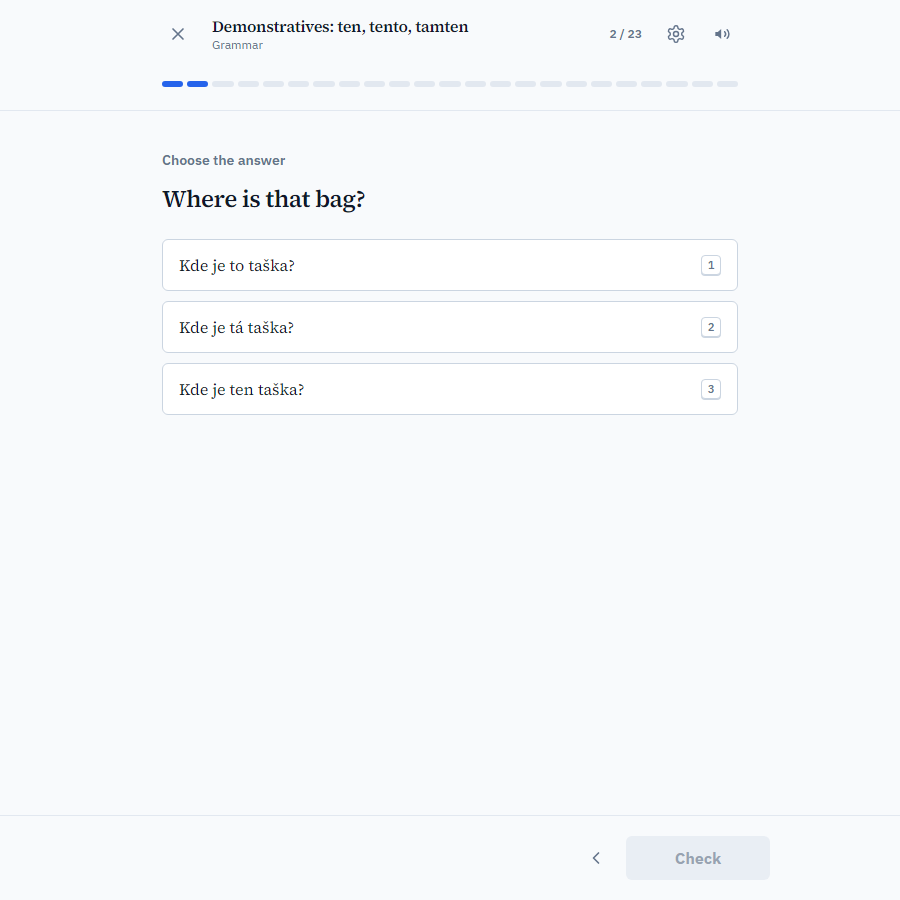 Demonstratives: ten, tento, tamten
Grammar
2 / 23
Choose the answer
Where is that bag?
Kde je to taška?
1
Kde je tá taška?
2
Kde je ten taška?
3
Check